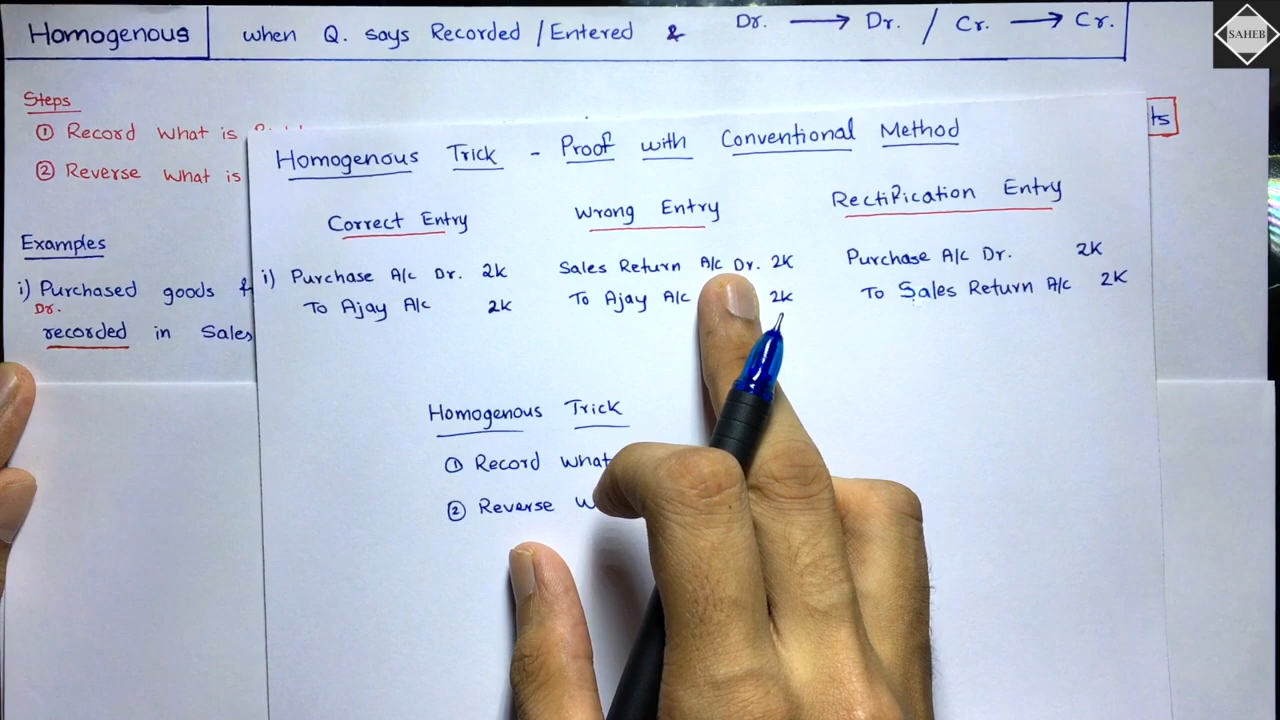 Homogenous when Q. says Recorded / Entered & Dr. → Dr. / Cr. → Cr.
SAHEB
Steps
① Record what is
② Reverse what is
Examples
i) Purchased goods
Dr.
recorded in Sales
Homogenous Trick - Proof with Conventional Method
Correct Entry
i) Purchase A/c Dr. 2K
To Ajay A/c 2K
Wrong Entry
Sales Return A/c Dr. 2K
To Ajay A/c 2K
Rectification Entry
Purchase A/c Dr. 2K
To Sales Return A/c 2K
Homogenous Trick
① Record what
② Reverse